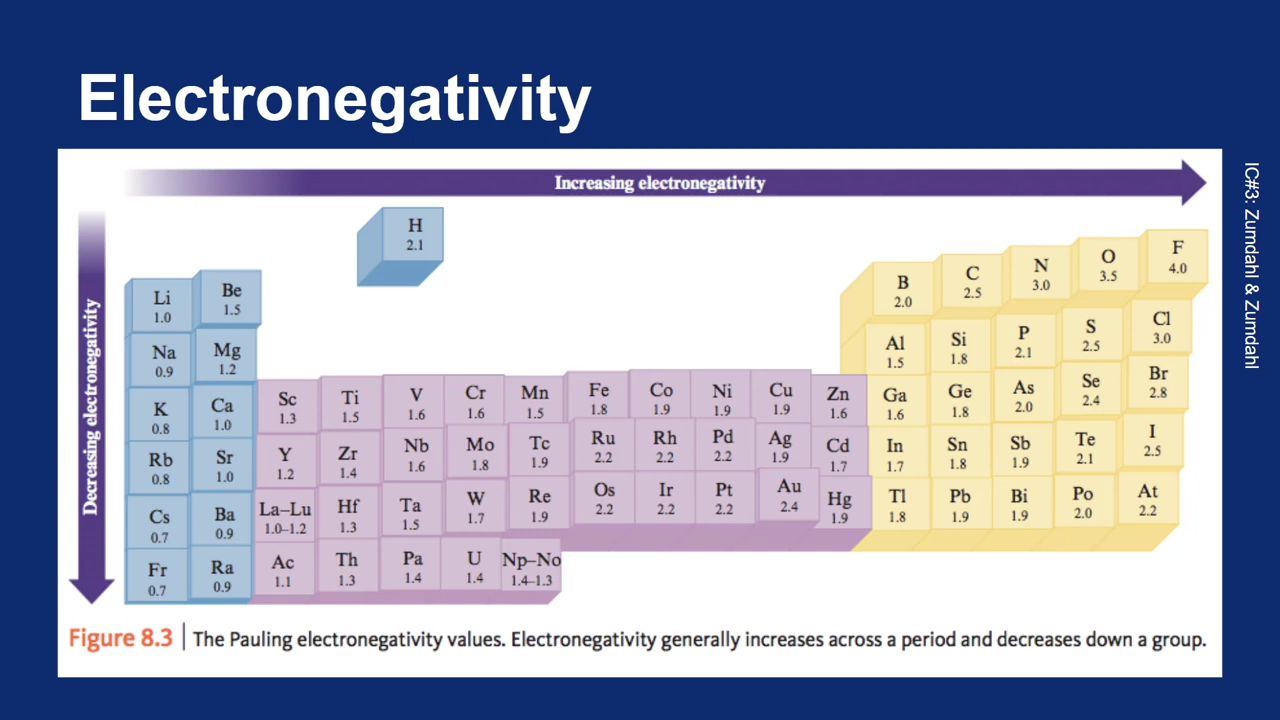 Electronegativity
Increasing electronegativity
IC#3: Zumdahl & Zumdahl
Decreasing electronegativity
H
2.1
Li Be B C N O F
1.0 1.5 2.0 2.5 3.0 3.5 4.0
Na Mg Al Si P S Cl
0.9 1.2 1.5 1.8 2.1 2.5 3.0
K Ca Sc Ti V Cr Mn Fe Co Ni Cu Zn Ga Ge As Se Br
0.8 1.0 1.3 1.5 1.6 1.6 1.5 1.8 1.9 1.9 1.9 1.6 1.6 1.8 2.0 2.4 2.8
Rb Sr Y Zr Nb Mo Tc Ru Rh Pd Ag Cd In Sn Sb Te I
0.8 1.0 1.2 1.4 1.6 1.8 1.9 2.2 2.2 2.2 1.9 1.7 1.7 1.8 1.9 2.1 2.5
Cs Ba La–Lu Hf Ta W Re Os Ir Pt Au Hg Tl Pb Bi Po At
0.7 0.9 1.0–1.2 1.3 1.5 1.7 1.9 2.2 2.2 2.2 2.4 1.9 1.8 1.9 1.9 2.0 2.2
Fr Ra Ac Th Pa U Np–No
0.7 0.9 1.1 1.3 1.4 1.4 1.4–1.3
Figure 8.3 | The Pauling electronegativity values. Electronegativity generally increases across a period and decreases down a group.